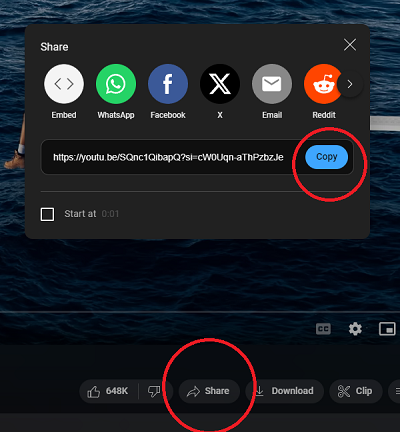 Share
Embed WhatsApp Facebook X Email Reddit
https://youtu.be/SQnc1QibapQ?si=cW0Uqn-aThPzbzJe Copy
Start at 0:01
CC
648K Share Download Clip